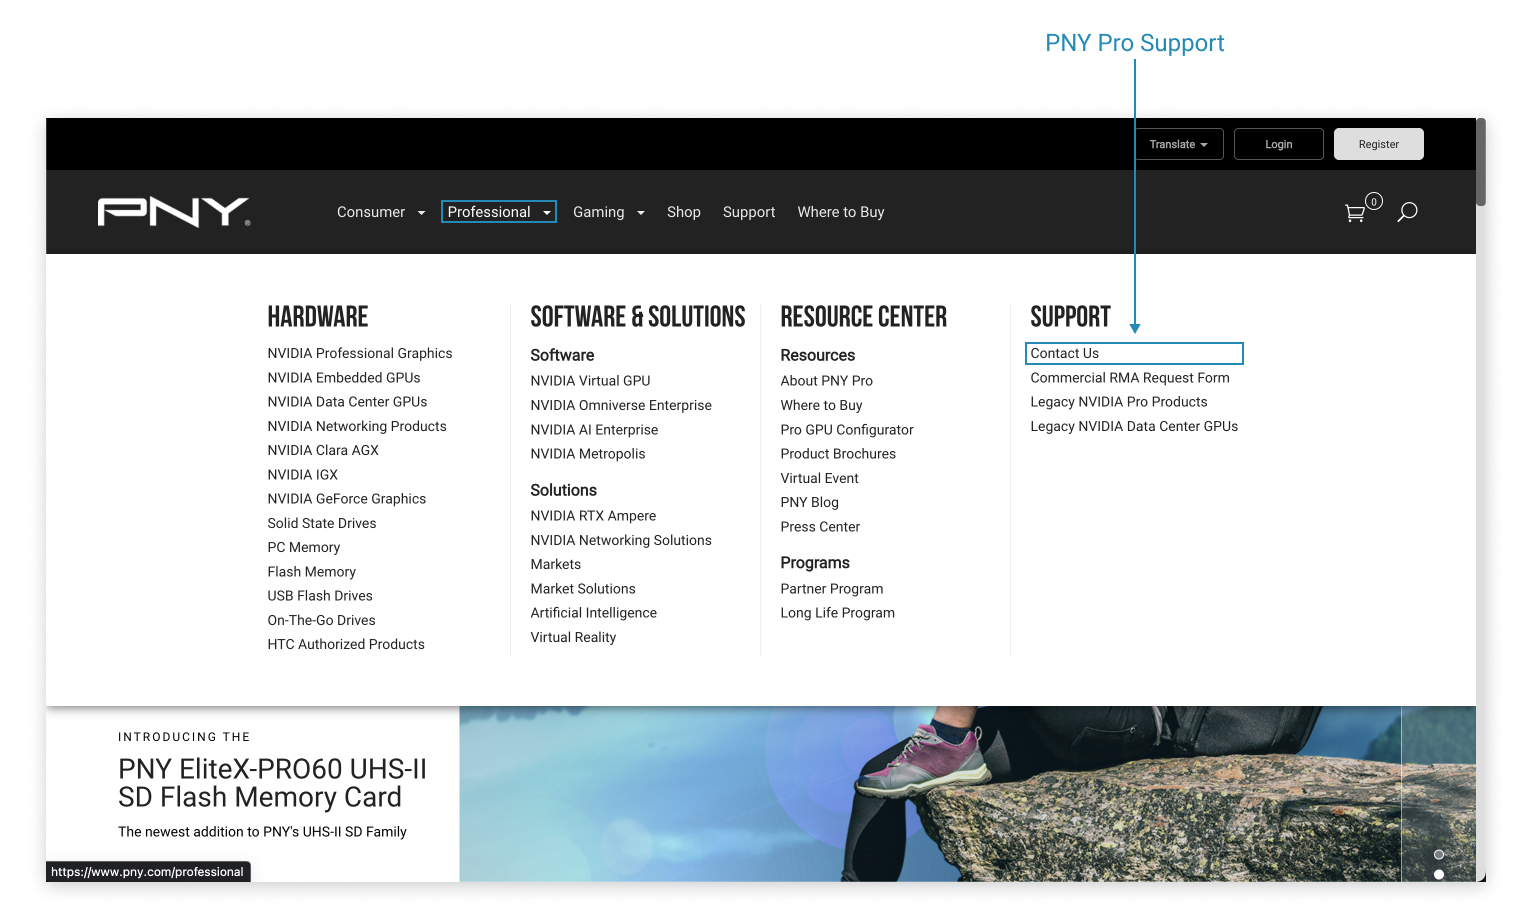 PNY Pro Support
Translate
Login
Register
PNY®
Consumer
Professional
Gaming
Shop
Support
Where to Buy
0
HARDWARE
NVIDIA Professional Graphics
NVIDIA Embedded GPUs
NVIDIA Data Center GPUs
NVIDIA Networking Products
NVIDIA Clara AGX
NVIDIA IGX
NVIDIA GeForce Graphics
Solid State Drives
PC Memory
Flash Memory
USB Flash Drives
On-The-Go Drives
HTC Authorized Products
SOFTWARE & SOLUTIONS
Software
NVIDIA Virtual GPU
NVIDIA Omniverse Enterprise
NVIDIA AI Enterprise
NVIDIA Metropolis
Solutions
NVIDIA RTX Ampere
NVIDIA Networking Solutions
Markets
Market Solutions
Artificial Intelligence
Virtual Reality
RESOURCE CENTER
Resources
About PNY Pro
Where to Buy
Pro GPU Configurator
Product Brochures
Virtual Event
PNY Blog
Press Center
Programs
Partner Program
Long Life Program
SUPPORT
Contact Us
Commercial RMA Request Form
Legacy NVIDIA Pro Products
Legacy NVIDIA Data Center GPUs
INTRODUCING THE
PNY EliteX-PRO60 UHS-II
SD Flash Memory Card
The newest addition to PNY's UHS-II SD Family
https://www.pny.com/professional